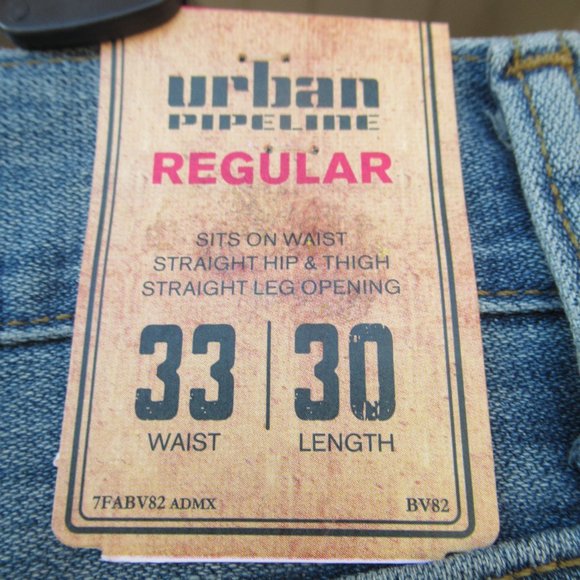 urban
PIPELINE
REGULAR
SITS ON WAIST
STRAIGHT HIP & THIGH
STRAIGHT LEG OPENING
33 | 30
WAIST LENGTH
7FABV82 ADMX BV82